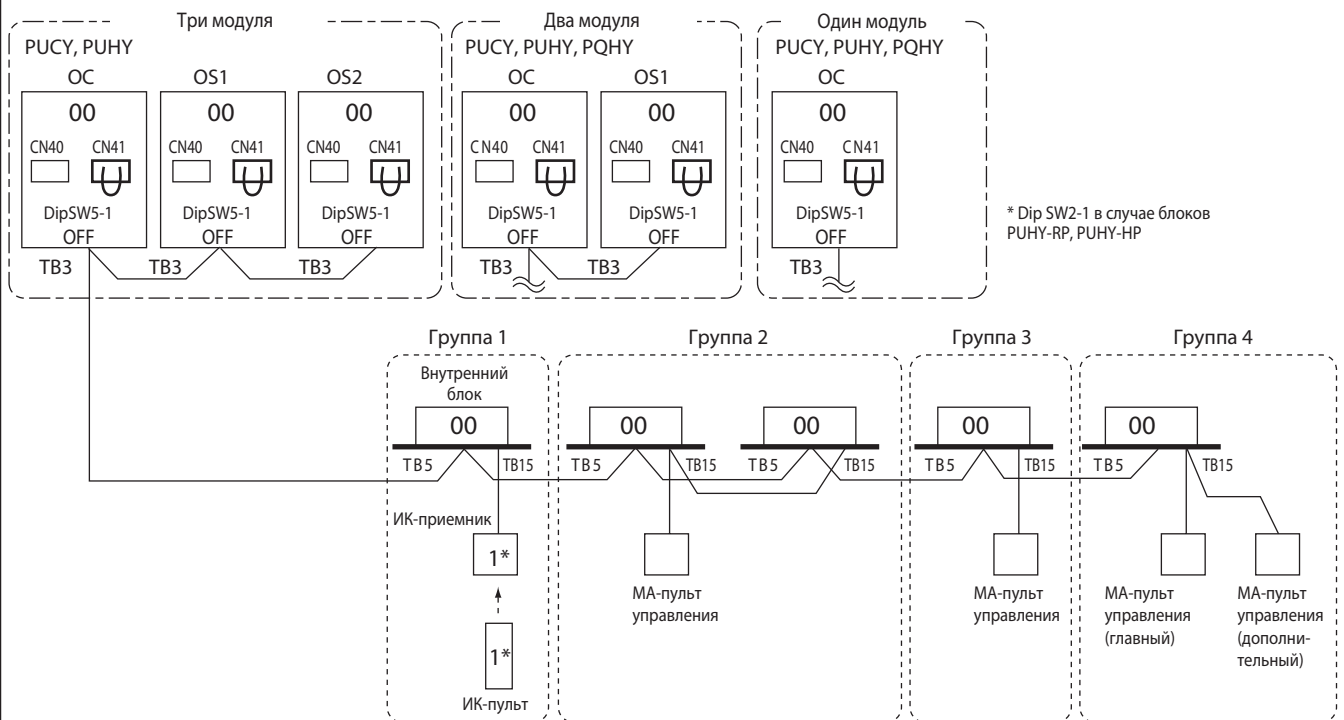 Три модуля
Два модуля
Один модуль
PUCY, PUHY
PUCY, PUHY, PQHY
PUCY, PUHY, PQHY
OC
OS1
OS2
OC
OS1
OC
00
00
00
00
00
00
CN40 CN41
CN40 CN41
CN40 CN41
CN40 CN41
CN40 CN41
CN40 CN41
DipSW5-1
DipSW5-1
DipSW5-1
DipSW5-1
DipSW5-1
DipSW5-1
OFF
OFF
OFF
OFF
OFF
OFF
TB3
TB3
TB3
TB3
TB3
TB3
* Dip SW2-1 в случае блоков
PUHY-RP, PUHY-HP
Группа 1
Группа 2
Группа 3
Группа 4
Внутренний
блок
00
00
00
00
00
TB5
TB15
TB5
TB15
TB5
TB15
TB5
TB15
TB5
TB15
ИК-приемник
1*
1*
ИК-пульт
МА-пульт
управления
МА-пульт
управления
МА-пульт
управления
(главный)
МА-пульт
управления
(дополни-
тельный)